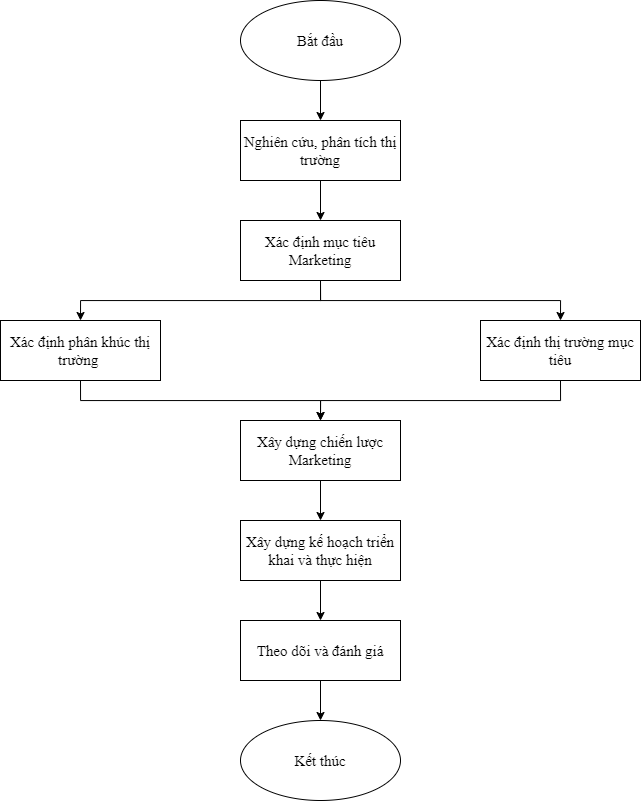 Bắt đầu
Nghiên cứu, phân tích thị
trường
Xác định mục tiêu
Marketing
Xác định phân khúc thị
trường
Xác định thị trường mục
tiêu
Xây dựng chiến lược
Marketing
Xây dựng kế hoạch triển
khai và thực hiện
Theo dõi và đánh giá
Kết thúc